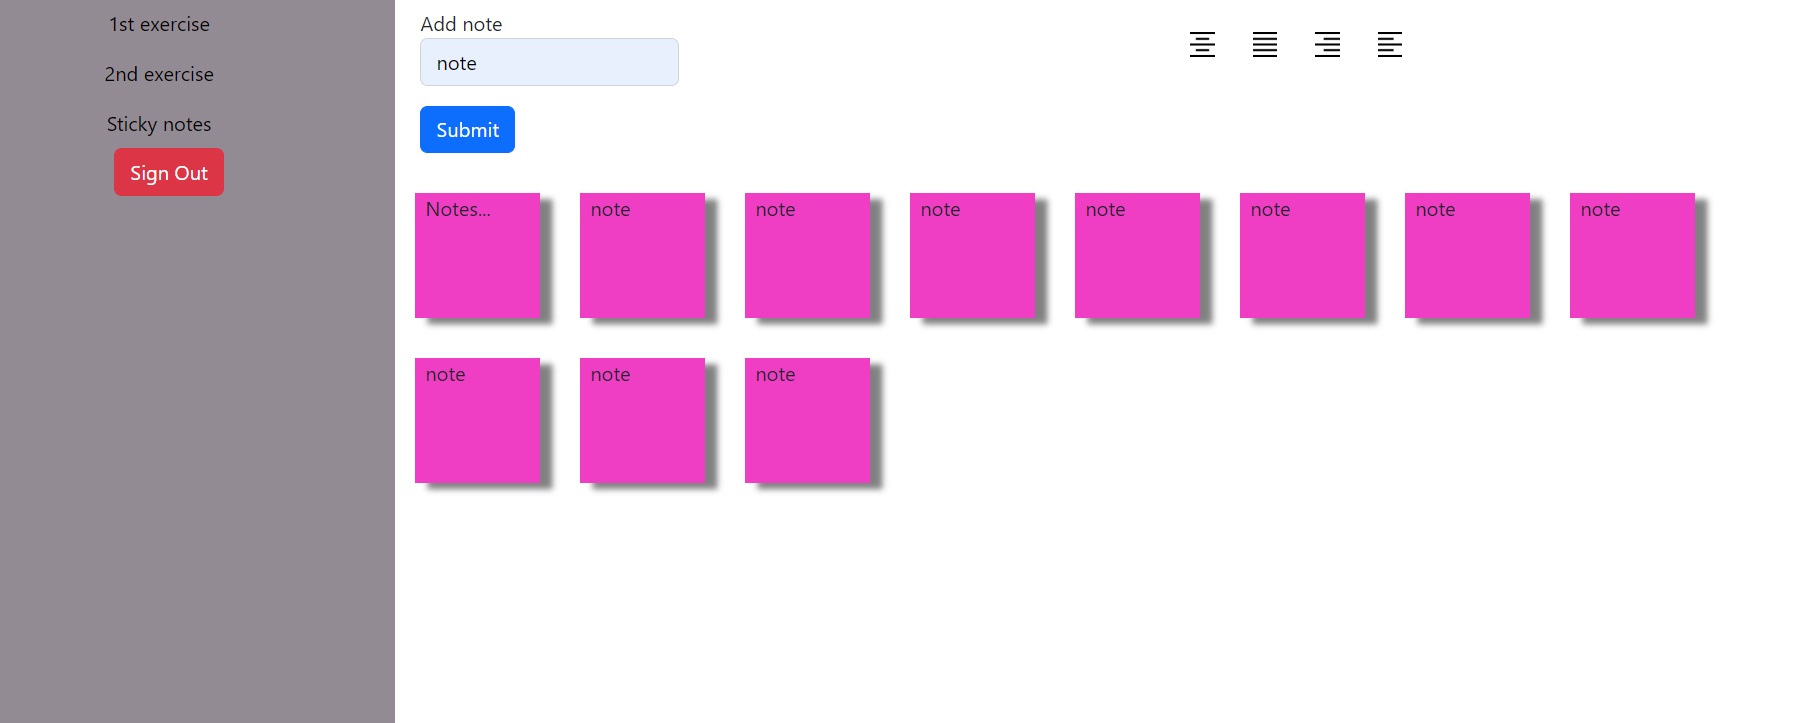 1st exercise
2nd exercise
Sticky notes
Sign Out
Add note
note
Submit
Notes...
note
note
note
note
note
note
note
note
note
note